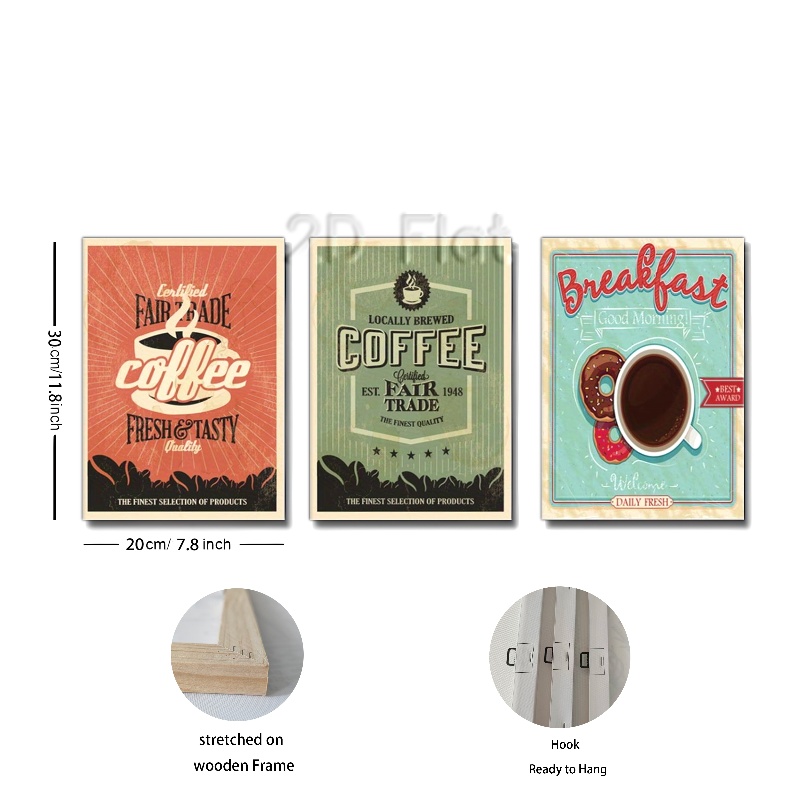 2D Flat
30cm/11.8inch
Certified
FAIR TRADE
coffee
FRESH & TASTY
Quality
THE FINEST SELECTION OF PRODUCTS
LOCALLY BREWED
COFFEE
Certified
EST. FAIR 1948
TRADE
THE FINEST QUALITY
THE FINEST SELECTION OF PRODUCTS
Breakfast
Good Morning!
BEST
AWARD
Welcome
DAILY FRESH
20cm/ 7.8 inch
stretched on
wooden Frame
Hook
Ready to Hang